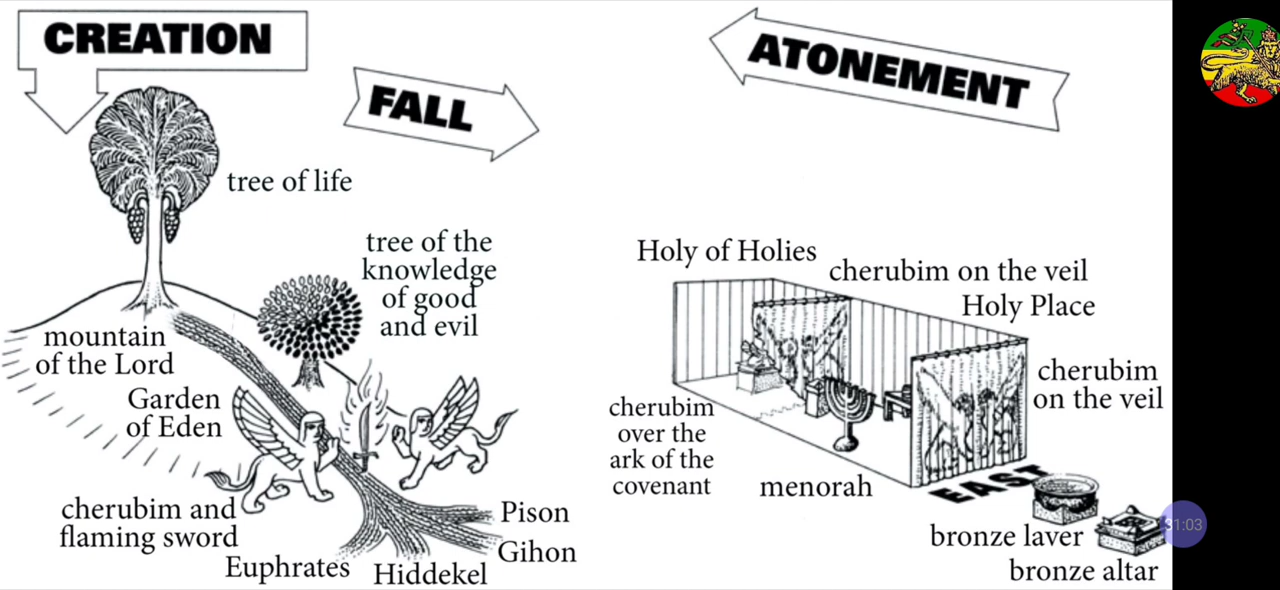 CREATION
FALL
ATONEMENT
tree of life
tree of the
knowledge
of good
and evil
mountain
of the Lord
Garden
of Eden
cherubim and
flaming sword
Euphrates
Hiddekel
Pison
Gihon
Holy of Holies
cherubim on the veil
Holy Place
cherubim
on the veil
cherubim
over the
ark of the
covenant
menorah
EAST
bronze laver
bronze altar
31:03